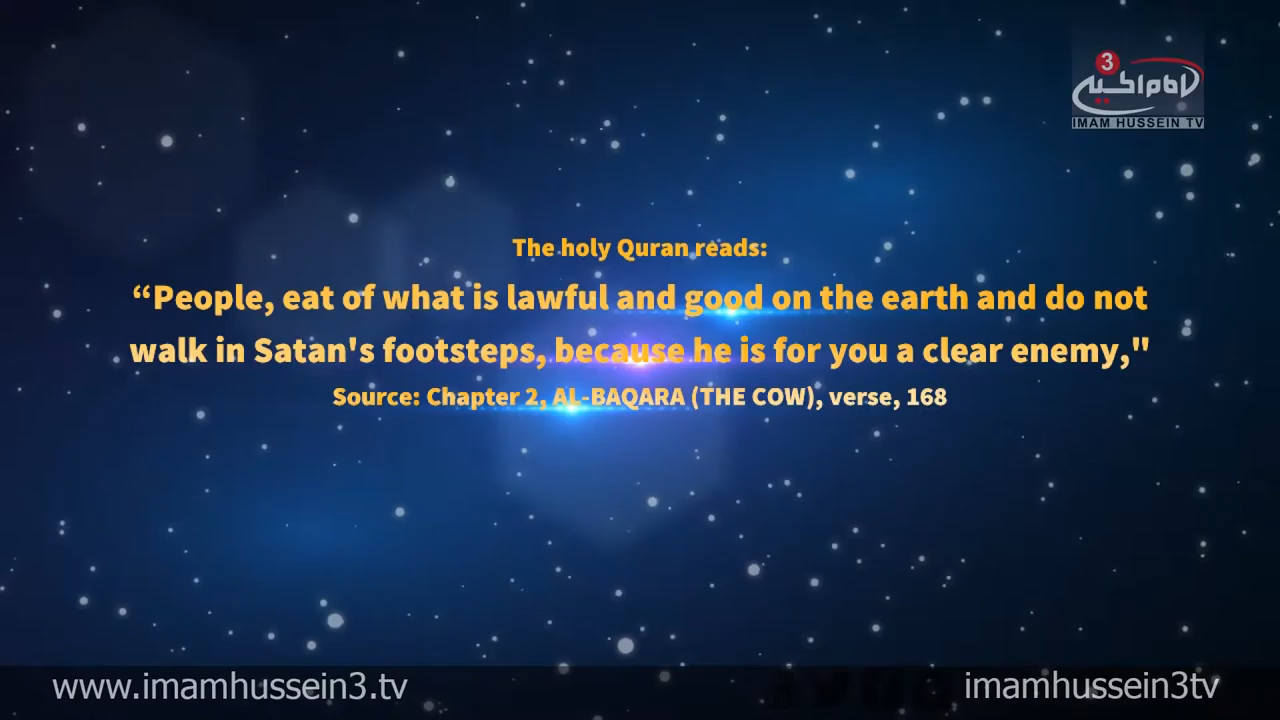 3
IMAM HUSSEIN TV
The holy Quran reads:
“People, eat of what is lawful and good on the earth and do not
walk in Satan's footsteps, because he is for you a clear enemy,"
Source: Chapter 2, AL-BAQARA (THE COW), verse, 168
www.imamhussein3.tv
imamhussein3tv